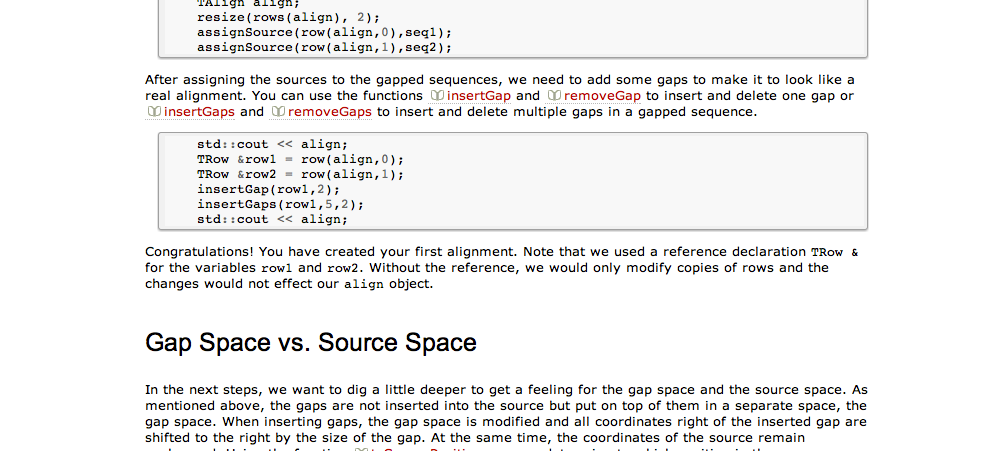 TAlign align;
resize(rows(align), 2);
assignSource(row(align,0),seq1);
assignSource(row(align,1),seq2);
After assigning the sources to the gapped sequences, we need to add some gaps to make it to look like a
real alignment. You can use the functions insertGap and removeGap to insert and delete one gap or
insertGaps and removeGaps to insert and delete multiple gaps in a gapped sequence.
std::cout << align;
TRow &row1 = row(align,0);
TRow &row2 = row(align,1);
insertGap(row1,2);
insertGaps(row1,5,2);
std::cout << align;
Congratulations! You have created your first alignment. Note that we used a reference declaration TRow &
for the variables row1 and row2. Without the reference, we would only modify copies of rows and the
changes would not effect our align object.
Gap Space vs. Source Space
In the next steps, we want to dig a little deeper to get a feeling for the gap space and the source space. As
mentioned above, the gaps are not inserted into the source but put on top of them in a separate space, the
gap space. When inserting gaps, the gap space is modified and all coordinates right of the inserted gap are
shifted to the right by the size of the gap. At the same time, the coordinates of the source remain